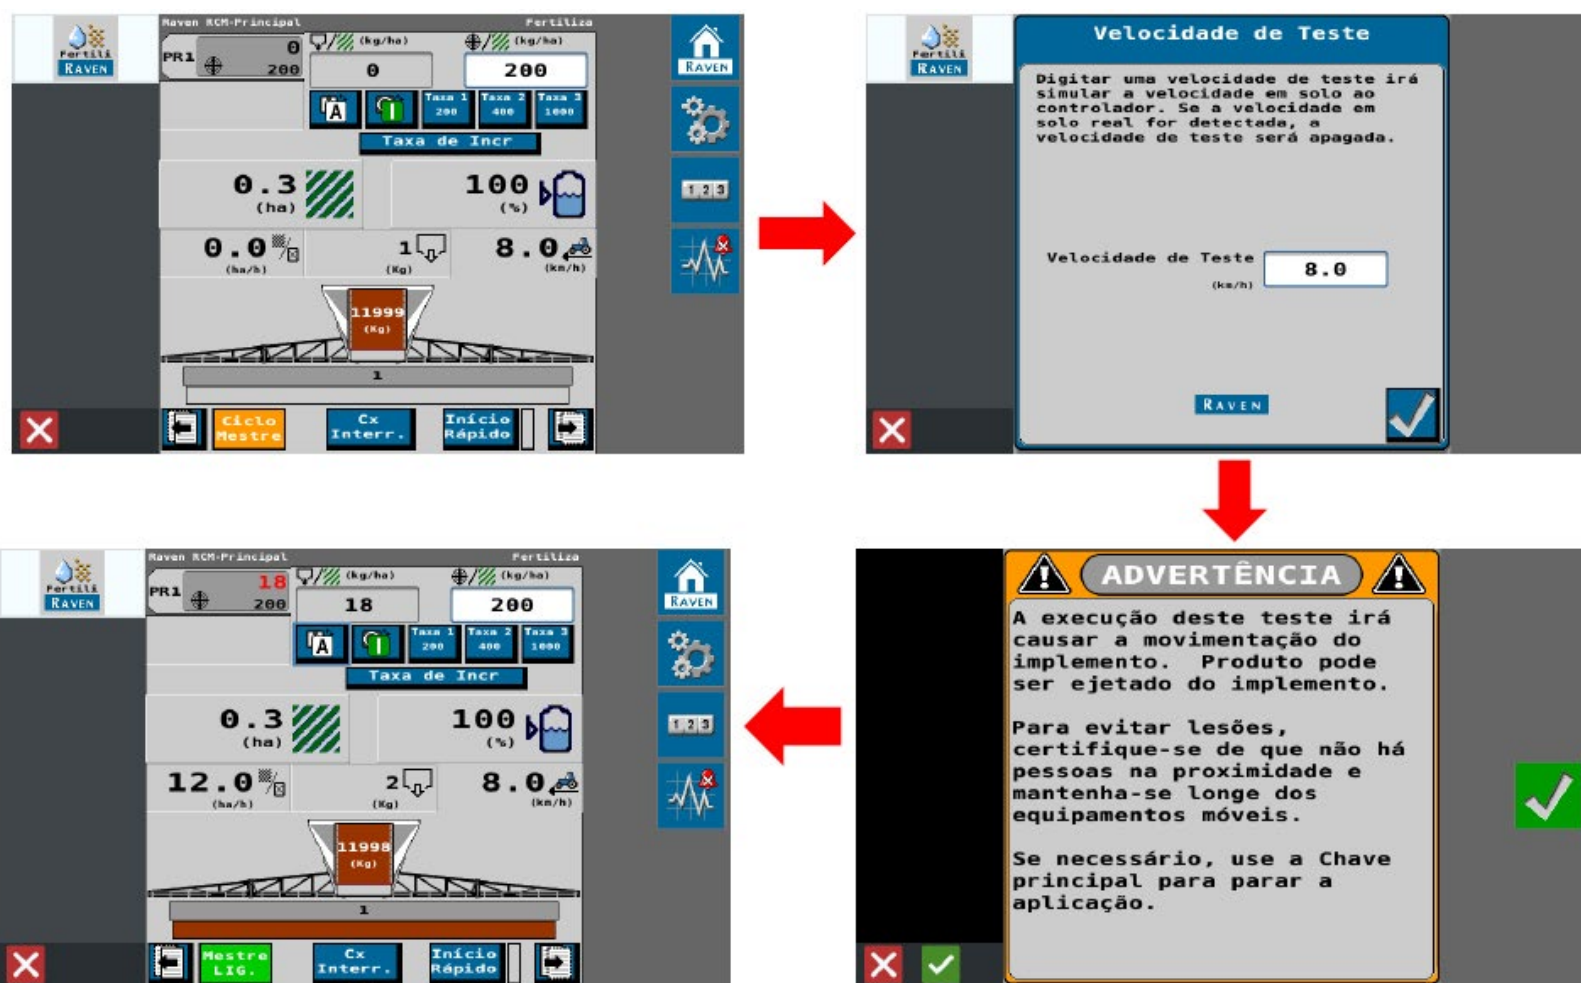 Raven RCM-Principal
Fertiliza
Fertili
RAVEN
PR1
0
200
(kg/ha)
0
(kg/ha)
200
A
Taxa 1
200
Taxa 2
400
Taxa 3
1000
Taxa de Incr
RAVEN
0.3
(ha)
100
(%)
1 2 3
0.0
(ha/h)
1
(Kg)
8.0
(km/h)
11999
(Kg)
1
Ciclo
Mestre
Cx
Interr.
Início
Rápido
Fertili
RAVEN
Velocidade de Teste
Digitar uma velocidade de teste irá
simular a velocidade em solo ao
controlador. Se a velocidade em
solo real for detectada, a
velocidade de teste será apagada.
Velocidade de Teste
(km/h)
8.0
RAVEN
ADVERTÊNCIA
A execução deste teste irá
causar a movimentação do
implemento. Produto pode
ser ejetado do implemento.
Para evitar lesões,
certifique-se de que não há
pessoas na proximidade e
mantenha-se longe dos
equipamentos móveis.
Se necessário, use a Chave
principal para parar a
aplicação.
Raven RCM-Principal
Fertiliza
Fertili
RAVEN
PR1
18
200
(kg/ha)
18
(kg/ha)
200
A
Taxa 1
200
Taxa 2
400
Taxa 3
1000
Taxa de Incr
RAVEN
0.3
(ha)
100
(%)
1 2 3
12.0
(ha/h)
2
(Kg)
8.0
(km/h)
11998
(Kg)
1
Mestre
LIG.
Cx
Interr.
Início
Rápido